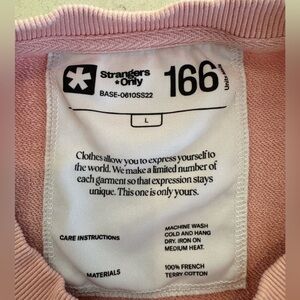 Strangers
*Only
166
Units
BASE-0610SS22
L
Clothes allow you to express yourself to
the world. We make a limited number of
each garment so that expression stays
unique. This one is only yours.
CARE INSTRUCTIONS
MACHINE WASH
COLD AND HANG
DRY. IRON ON
MEDIUM HEAT.
MATERIALS
100% FRENCH
TERRY COTTON